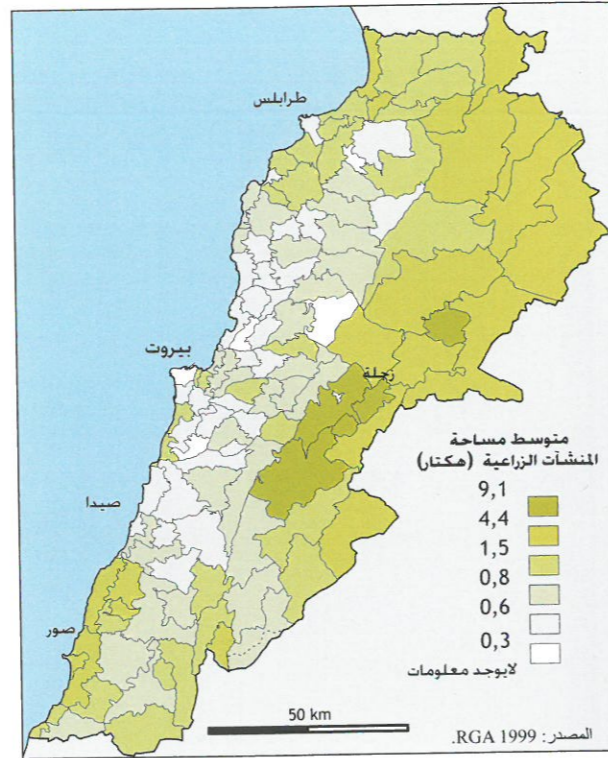 طرابلس
بيروت
زحلة
صيدا
صور
متوسط مساحة
المنشآت الزراعية (هكتار)
9,1
4,4
1,5
0,8
0,6
0,3
لايوجد معلومات
50 km
المصدر: RGA 1999.